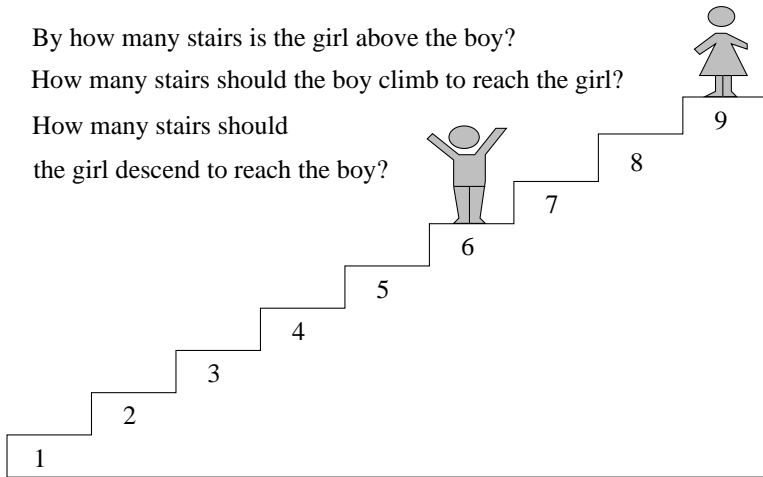 By how many stairs is the girl above the boy?
How many stairs should the boy climb to reach the girl?
How many stairs should
the girl descend to reach the boy?
9
8
7
6
5
4
3
2
1